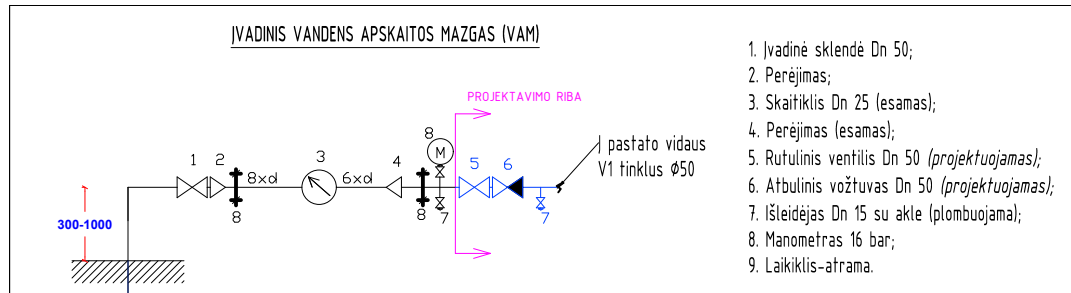 ĮVADINIS VANDENS APSKAITOS MAZGAS (VAM)
PROJEKTAVIMO RIBA
1
2
8xd
3
6xd
4
8
M
5
6
Į pastato vidaus
V1 tinklus Ø50
8
8
7
7
300-1000
1. Įvadinė sklendė Dn 50;
2. Perėjimas;
3. Skaitiklis Dn 25 (esamas);
4. Perėjimas (esamas);
5. Rutulinis ventilis Dn 50 (projektuojamas);
6. Atbulinis vožtuvas Dn 50 (projektuojamas);
7. Išleidėjas Dn 15 su akle (plombuojama);
8. Manometras 16 bar;
9. Laikiklis-atrama.